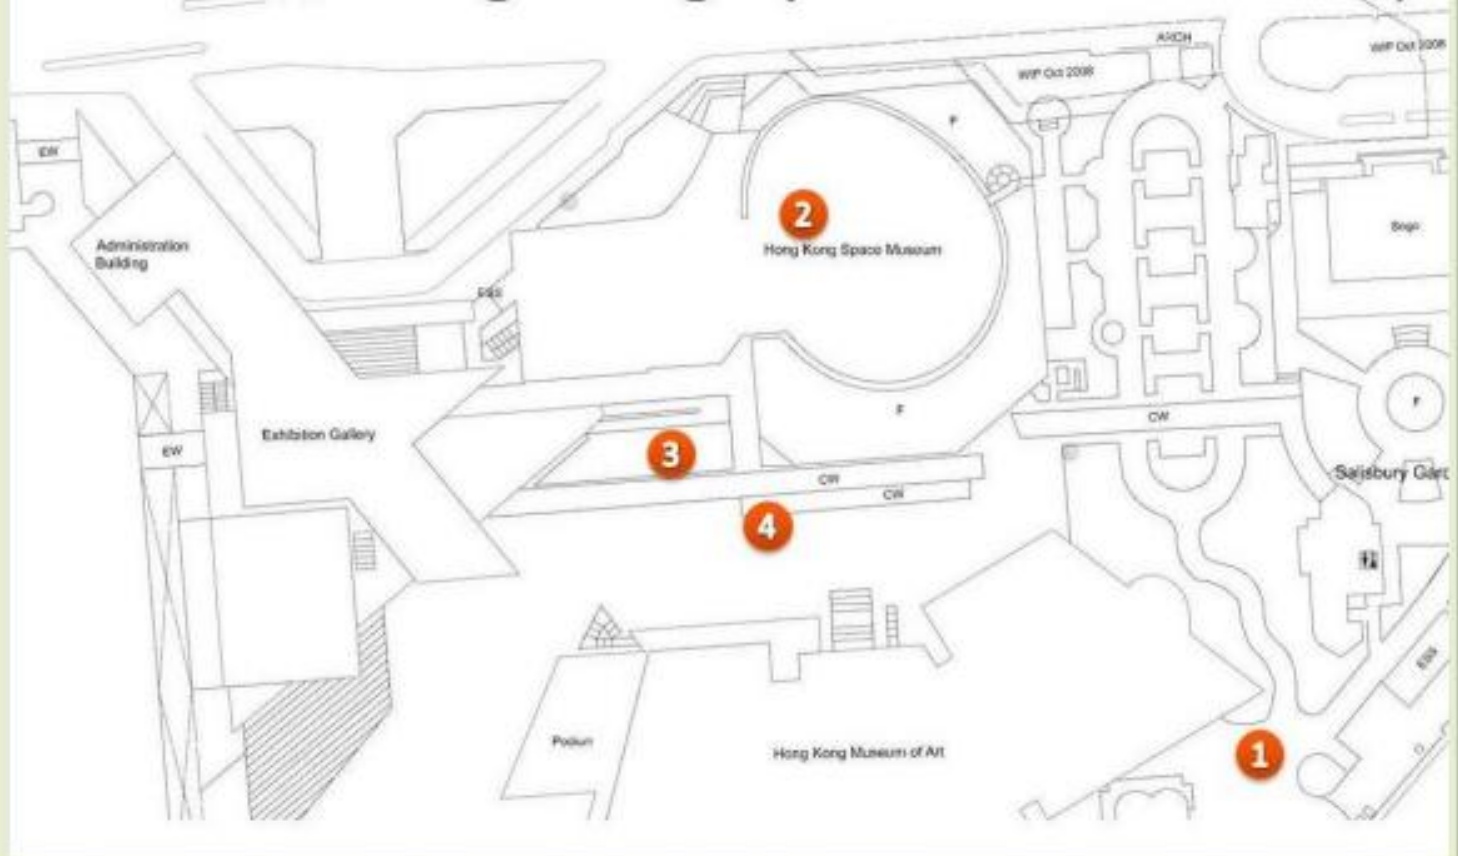 ARCH
WIP Oct 2008
WIP Oct 2008
F
EW
2
Hong Kong Space Museum
Sogo
Administration
Building
ESS
F
F
CW
Exhibition Gallery
EW
3
Salisbury Gard
CW
CW
4
ESS
Podium
Hong Kong Museum of Art
1